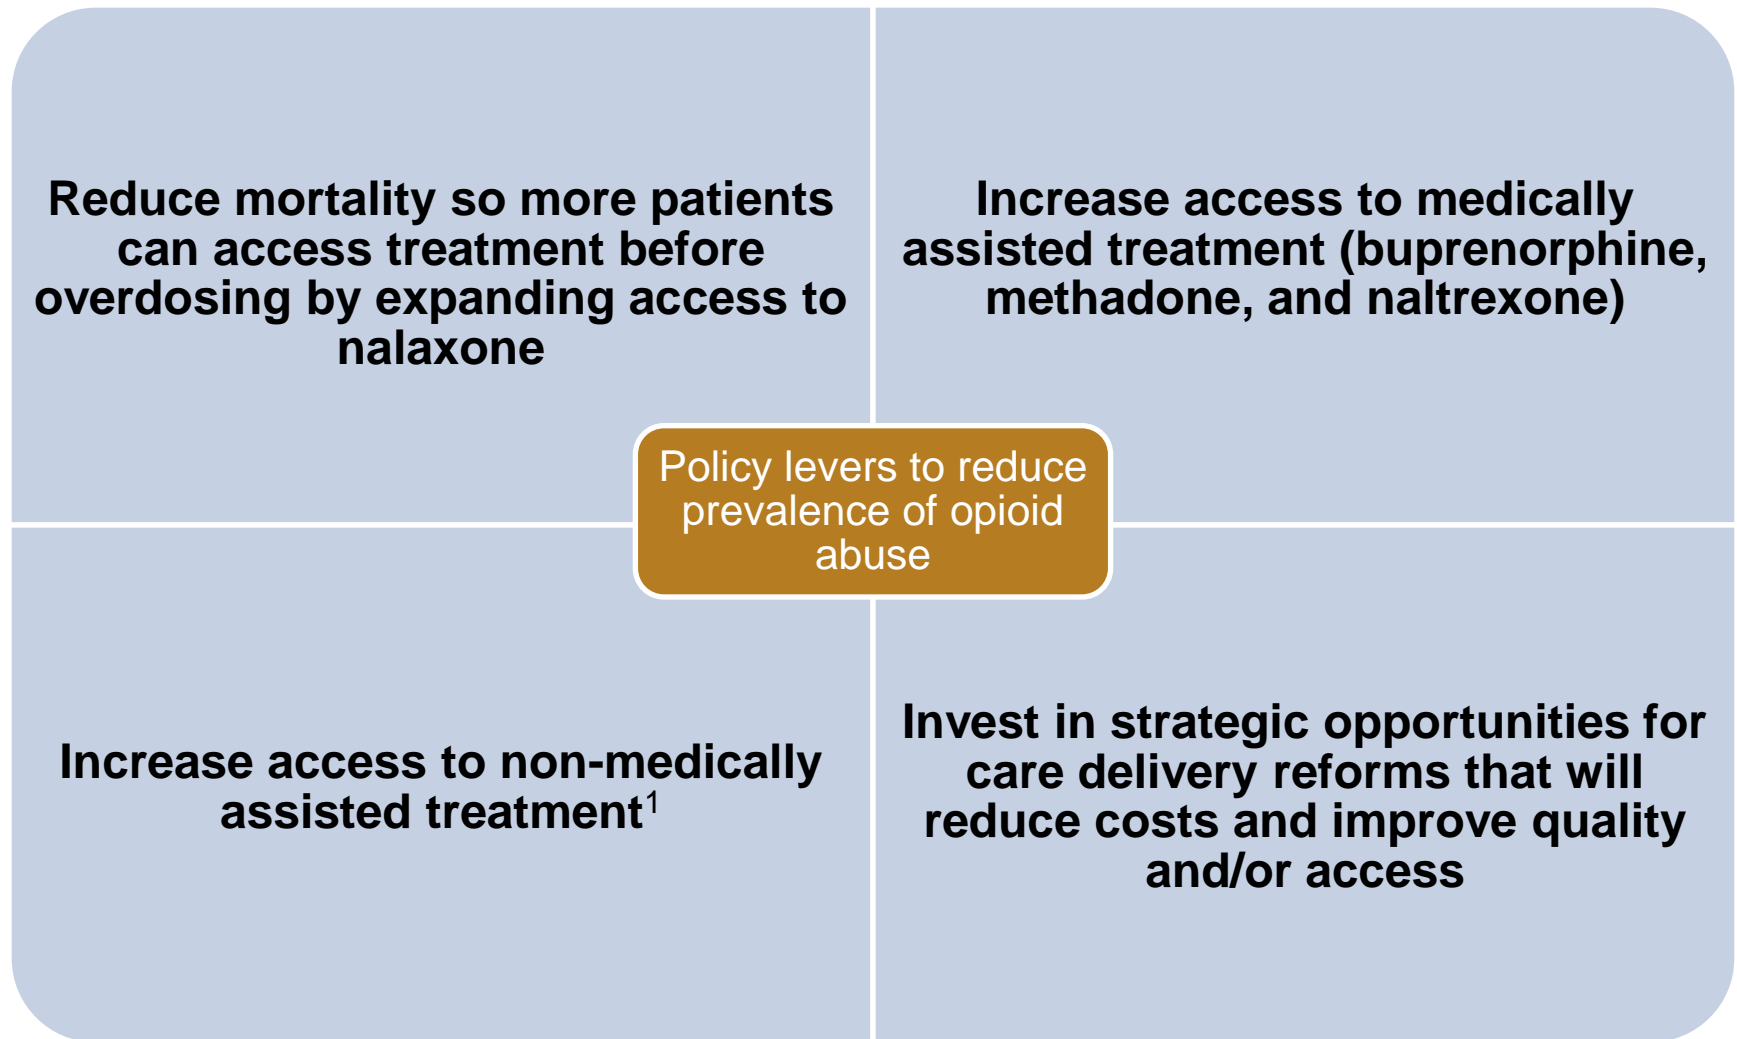 Reduce mortality so more patients
can access treatment before
overdosing by expanding access to
nalaxone
Increase access to medically
assisted treatment (buprenorphine,
methadone, and naltrexone)
Policy levers to reduce
prevalence of opioid
abuse
Increase access to non-medically
assisted treatment¹
Invest in strategic opportunities for
care delivery reforms that will
reduce costs and improve quality
and/or access